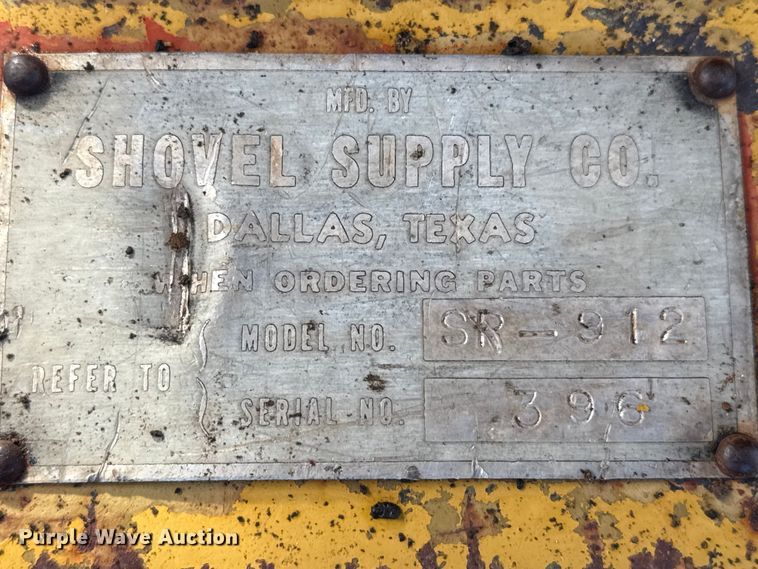 MFD. BY
SHOVEL SUPPLY CO.
DALLAS, TEXAS
WHEN ORDERING PARTS
REFER TO
MODEL NO. SR-912
SERIAL NO. 396
Purple Wave Auction